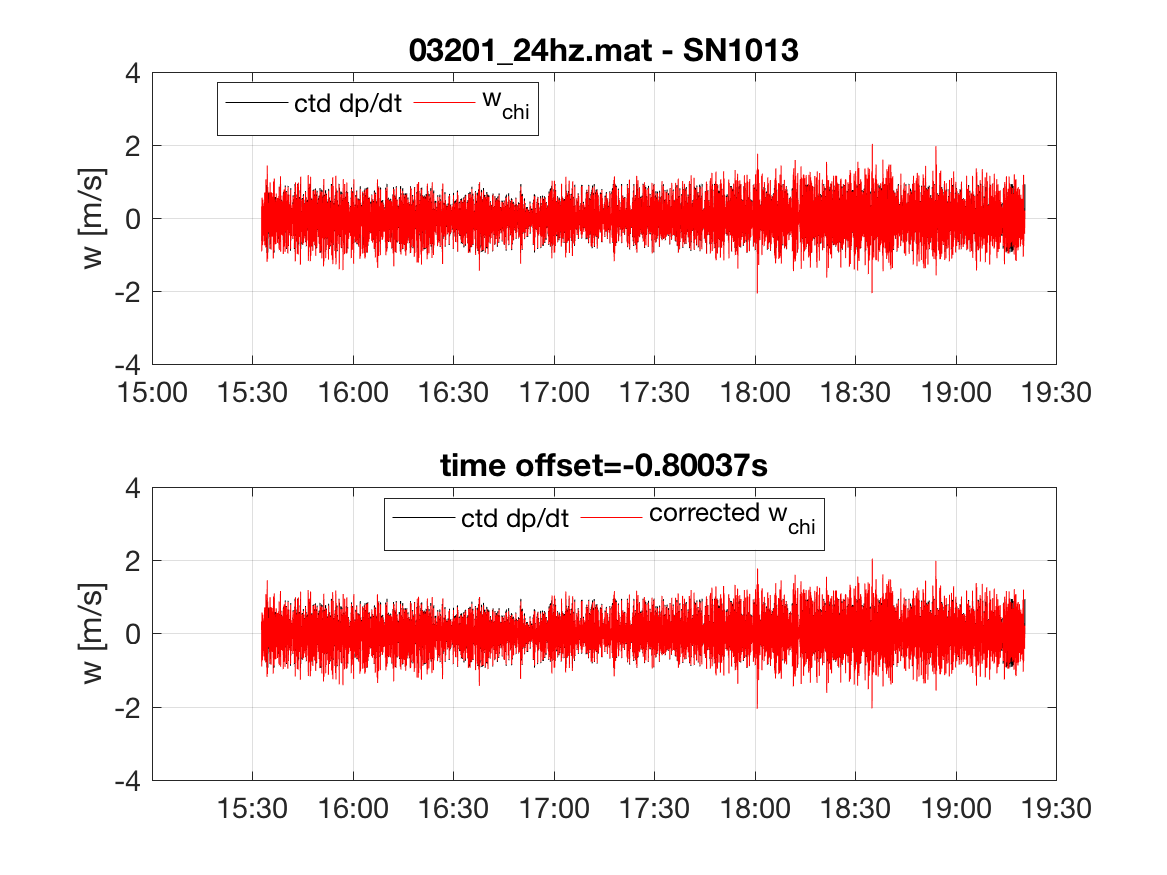 03201_24hz.mat - SN1013
4
ctd dp/dt w_chi
2
w [m/s]
0
-2
-4
15:00 15:30 16:00 16:30 17:00 17:30 18:00 18:30 19:00 19:30
time offset=-0.80037s
4
ctd dp/dt corrected w_chi
2
w [m/s]
0
-2
-4
15:30 16:00 16:30 17:00 17:30 18:00 18:30 19:00 19:30